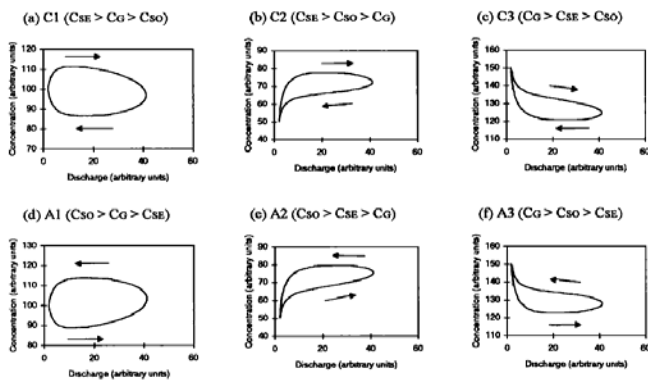 (a) C1 (CSE > CG > CSO)
(b) C2 (CSE > CSO > CG)
(c) C3 (CG > CSE > CSO)
Concentration (arbitrary units)
120
110
100
90
80
70
0 20 40 60
Discharge (arbitrary units)
Concentration (arbitrary units)
90
80
70
60
50
40
0 20 40 60
Discharge (arbitrary units)
Concentration (arbitrary units)
160
150
140
130
120
110
0 20 40 60
Discharge (arbitrary units)
(d) A1 (CSO > CG > CSE)
(e) A2 (CSO > CSE > CG)
(f) A3 (CG > CSO > CSE)
Concentration (arbitrary units)
130
120
110
100
90
80
0 20 40 60
Discharge (arbitrary units)
Concentration (arbitrary units)
90
80
70
60
50
40
0 20 40 60
Discharge (arbitrary units)
Concentration (arbitrary units)
160
150
140
130
120
110
0 20 40 60
Discharge (arbitrary units)